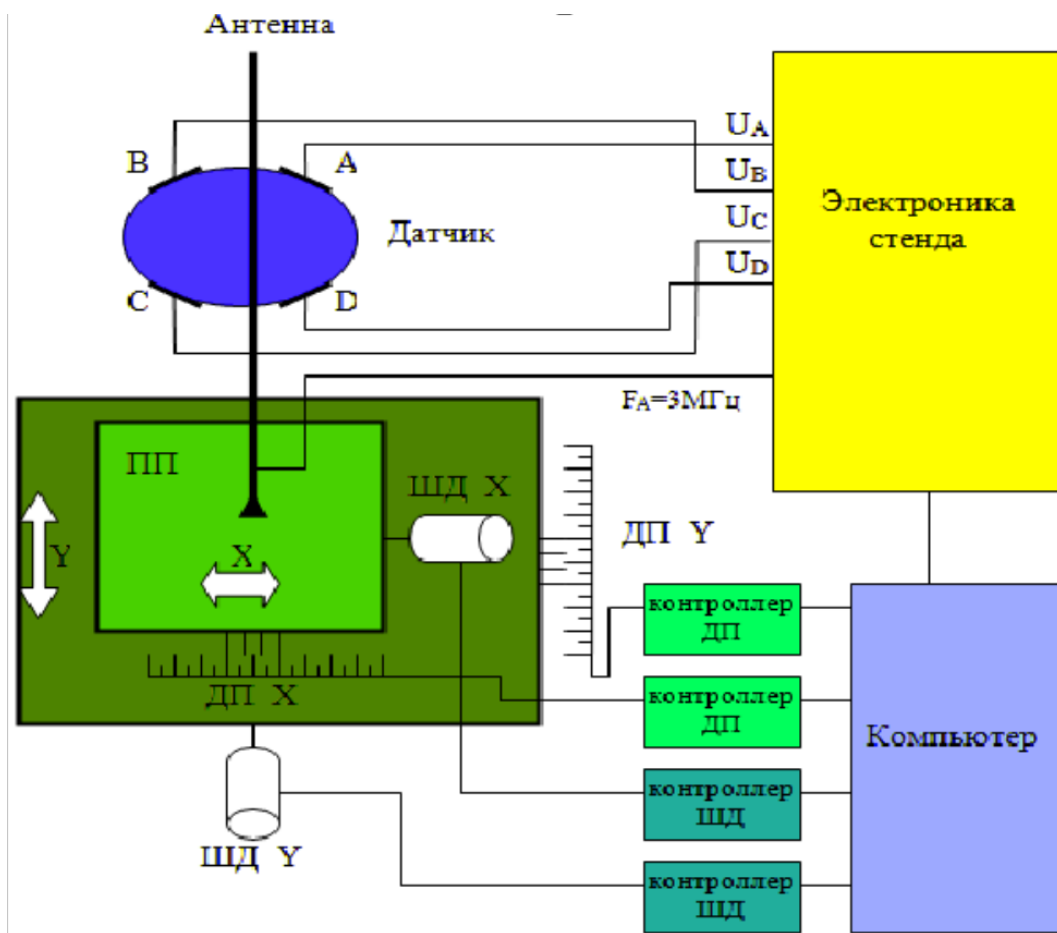 Антенна
B
A
C
D
Датчик
UA
UB
UC
UD
Электроника
стенда
FA=3МГц
ПП
X
Y
ШД X
ДП Y
ДП X
ШД Y
контроллер
ДП
контроллер
ДП
контроллер
ШД
контроллер
ШД
Компьютер